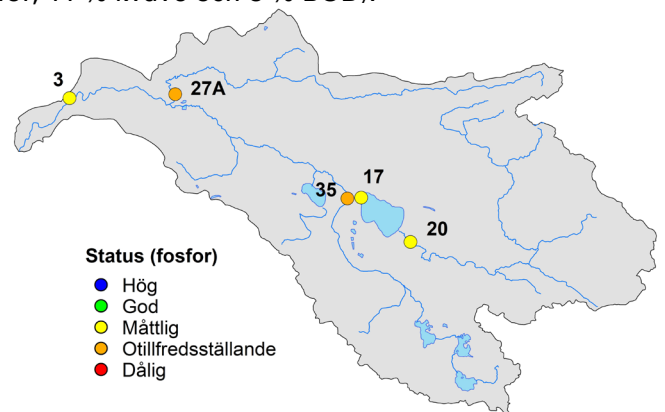 3
27A
35
17
20
Status (fosfor)
Hög
God
Måttlig
Otillfredsställande
Dålig